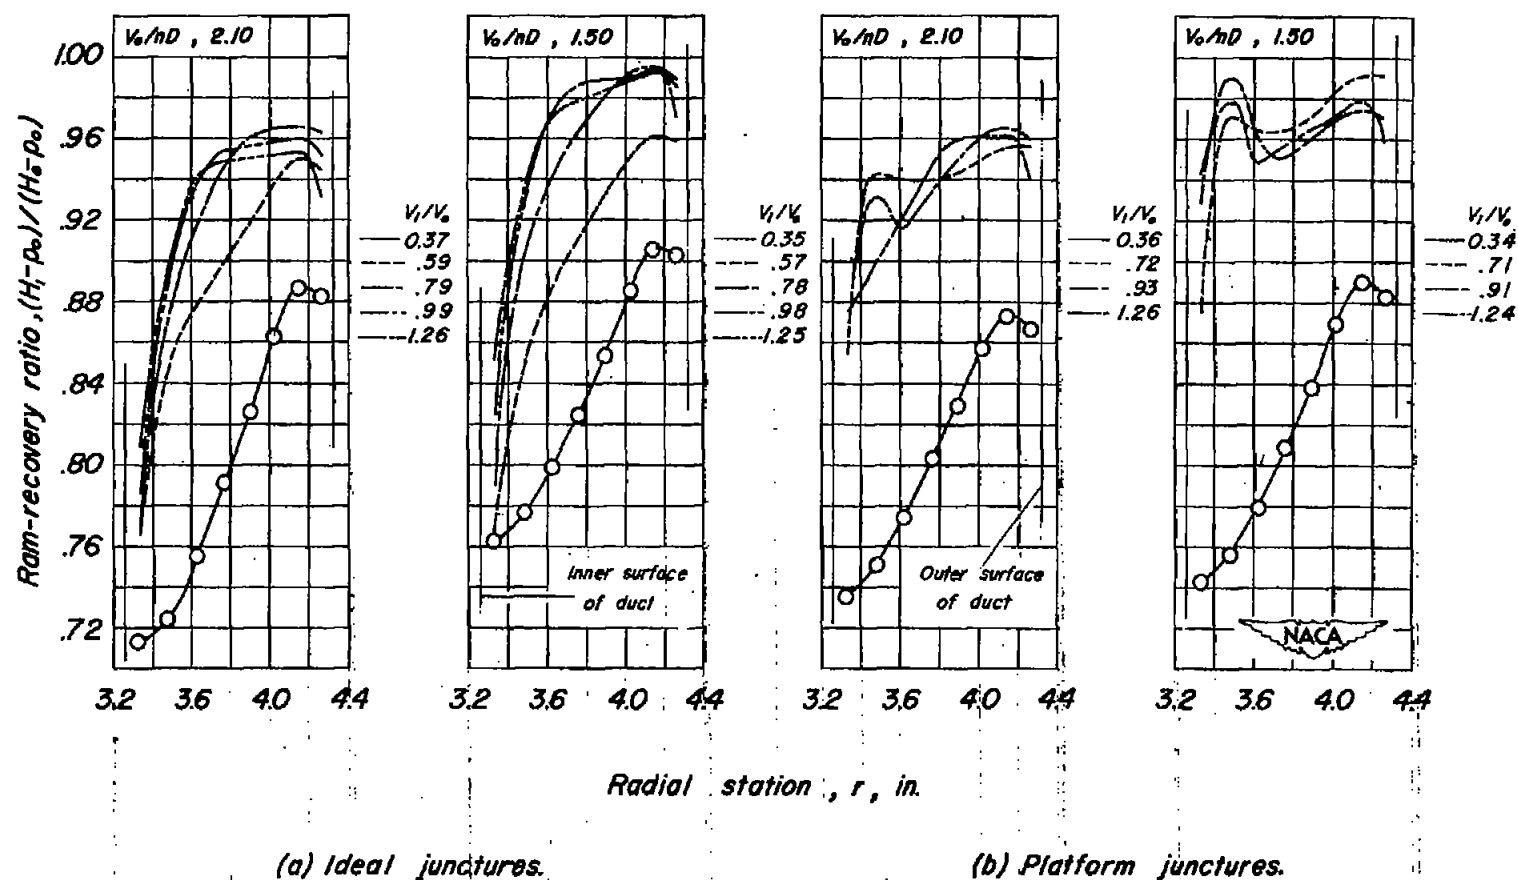 Ram-recovery ratio, (H₁-p₀)/(H₀-p₀)
1.00
.96
.92
.88
.84
.80
.76
.72
V₀/nD , 2.10
3.2 3.6 4.0 4.4
V₁/V₀
0.37
.59
.79
.99
1.26
V₀/nD , 1.50
Inner surface
of duct
3.2 3.6 4.0 4.4
V₁/V₀
0.35
.57
.78
.98
1.25
V₀/nD , 2.10
Outer surface
of duct
3.2 3.6 4.0 4.4
V₁/V₀
0.36
.72
.93
1.26
V₀/nD , 1.50
NACA
3.2 3.6 4.0 4.4
V₁/V₀
0.34
.71
.91
1.24
Radial station , r , in.
(a) Ideal junctures.
(b) Platform junctures.